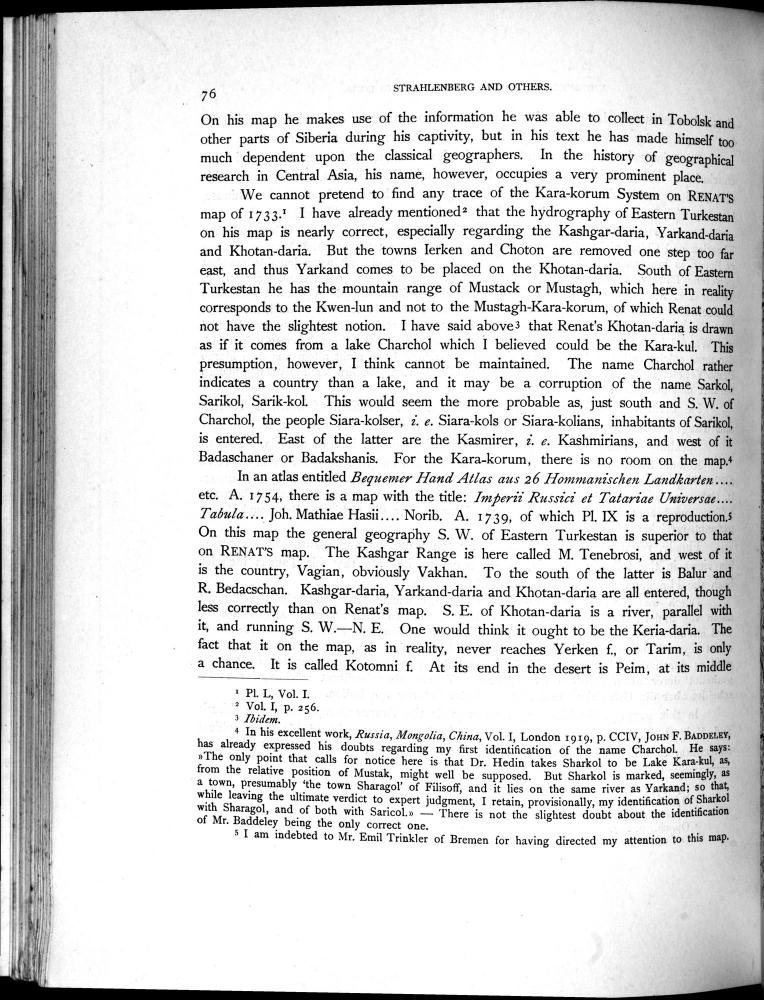 76
STRAHLENBERG AND OTHERS.
On his map he makes use of the information he was able to collect in Tobolsk and
other parts of Siberia during his captivity, but in his text he has made himself too
much dependent upon the classical geographers. In the history of geographical
research in Central Asia, his name, however, occupies a very prominent place.
We cannot pretend to find any trace of the Kara-korum System on RENAT'S
map of 1733.¹ I have already mentioned² that the hydrography of Eastern Turkestan
on his map is nearly correct, especially regarding the Kashgar-daria, Yarkand-daria
and Khotan-daria. But the towns Ierken and Choton are removed one step too far
east, and thus Yarkand comes to be placed on the Khotan-daria. South of Eastern
Turkestan he has the mountain range of Mustack or Mustagh, which here in reality
corresponds to the Kwen-lun and not to the Mustagh-Kara-korum, of which Renat could
not have the slightest notion. I have said above³ that Renat's Khotan-daria is drawn
as if it comes from a lake Charchol which I believed could be the Kara-kul. This
presumption, however, I think cannot be maintained. The name Charchol rather
indicates a country than a lake, and it may be a corruption of the name Sarkol,
Sarikol, Sarik-kol. This would seem the more probable as, just south and S. W. of
Charchol, the people Siara-kolser, i. e. Siara-kols or Siara-kolians, inhabitants of Sarikol,
is entered. East of the latter are the Kasmirer, i. e. Kashmirians, and west of it
Badaschaner or Badakshanis. For the Kara-korum, there is no room on the map.⁴
In an atlas entitled Bequemer Hand Atlas aus 26 Hommanischen Landkarten....
etc. A. 1754, there is a map with the title: Imperii Russici et Tatariae Universae....
Tabula.... Joh. Mathiae Hasii.... Norib. A. 1739, of which Pl. IX is a reproduction.⁵
On this map the general geography S. W. of Eastern Turkestan is superior to that
on RENAT'S map. The Kashgar Range is here called M. Tenebrosi, and west of it
is the country, Vagian, obviously Vakhan. To the south of the latter is Balur and
R. Bedacschan. Kashgar-daria, Yarkand-daria and Khotan-daria are all entered, though
less correctly than on Renat's map. S. E. of Khotan-daria is a river, parallel with
it, and running S. W.—N. E. One would think it ought to be the Keria-daria. The
fact that it on the map, as in reality, never reaches Yerken f., or Tarim, is only
a chance. It is called Kotomni f. At its end in the desert is Peim, at its middle
¹ Pl. L, Vol. I.
² Vol. I, p. 256.
³ Ibidem.
⁴ In his excellent work, Russia, Mongolia, China, Vol. I, London 1919, p. CCIV, JOHN F. BADDELEY,
has already expressed his doubts regarding my first identification of the name Charchol. He says:
»The only point that calls for notice here is that Dr. Hedin takes Sharkol to be Lake Kara-kul, as,
from the relative position of Mustak, might well be supposed. But Sharkol is marked, seemingly, as
a town, presumably 'the town Sharagol' of Filisoff, and it lies on the same river as Yarkand; so that,
while leaving the ultimate verdict to expert judgment, I retain, provisionally, my identification of Sharkol
with Sharagol, and of both with Saricol.» — There is not the slightest doubt about the identification
of Mr. Baddeley being the only correct one.
⁵ I am indebted to Mr. Emil Trinkler of Bremen for having directed my attention to this map.